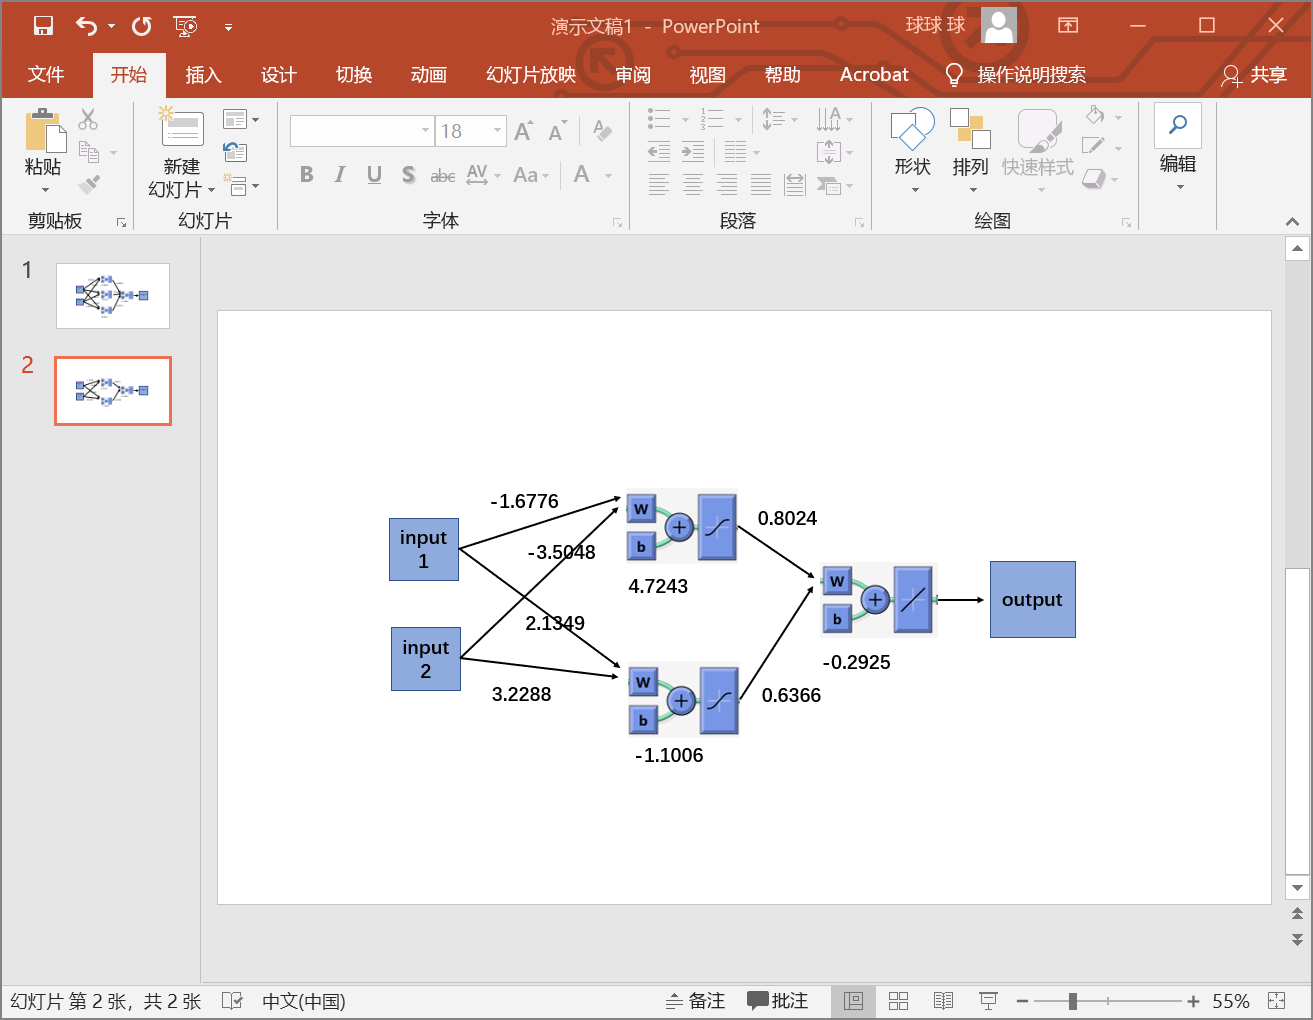 演示文稿1 - PowerPoint
球球 球
文件 开始 插入 设计 切换 动画 幻灯片放映 审阅 视图 帮助 Acrobat 操作说明搜索 共享
粘贴
新建
幻灯片
18
A A A
B I U S abc AV Aa A
形状 排列 快速样式 编辑
剪贴板 幻灯片 字体 段落 绘图
1
2
-1.6776
input
1
-3.5048
w
b
4.7243
0.8024
input
2
2.1349
3.2288
w
b
-1.1006
0.6366
w
b
-0.2925
output
幻灯片 第 2 张，共 2 张 中文(中国) 备注 批注 55%